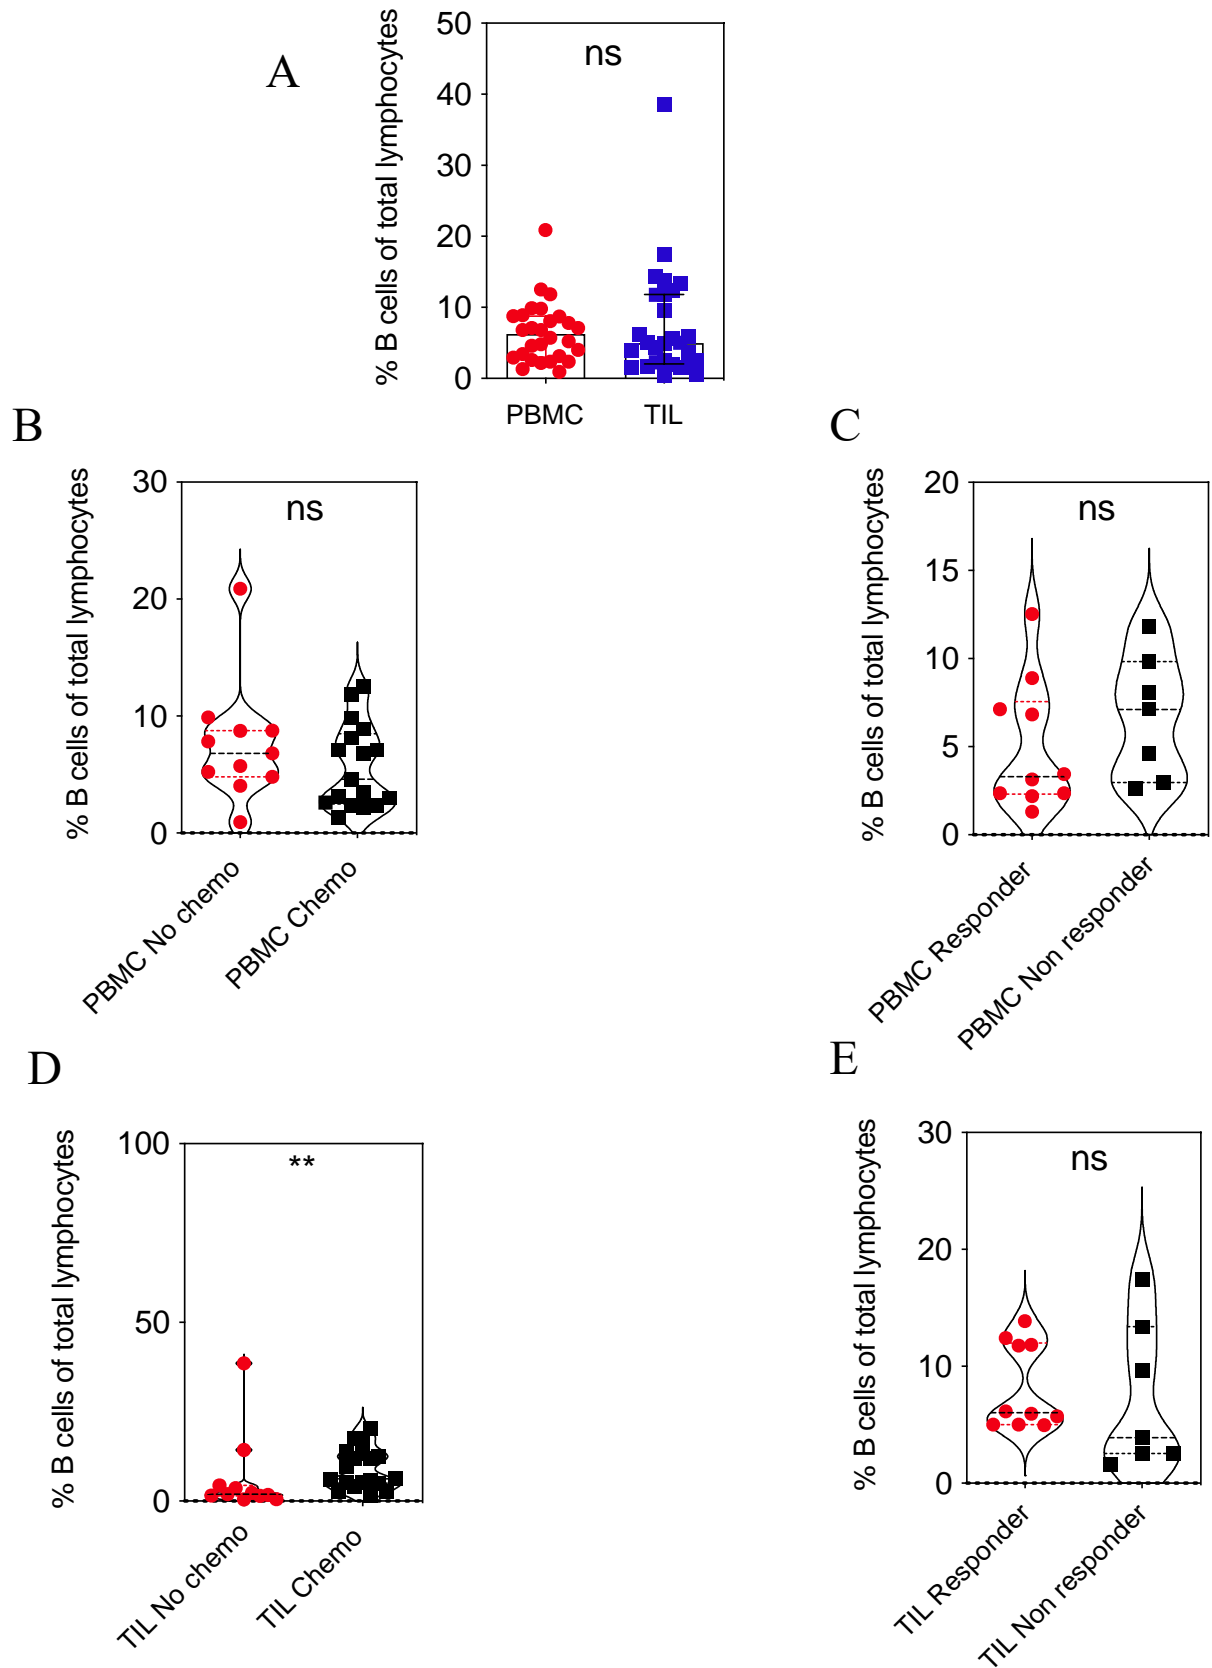 A
% B cells of total lymphocytes
50
40
30
20
10
0
ns
PBMC
TIL
B
% B cells of total lymphocytes
30
20
10
0
ns
PBMC No chemo
PBMC Chemo
C
% B cells of total lymphocytes
20
15
10
5
0
ns
PBMC Responder
PBMC Non responder
D
% B cells of total lymphocytes
100
50
0
**
TIL No chemo
TIL Chemo
E
% B cells of total lymphocytes
30
20
10
0
ns
TIL Responder
TIL Non responder